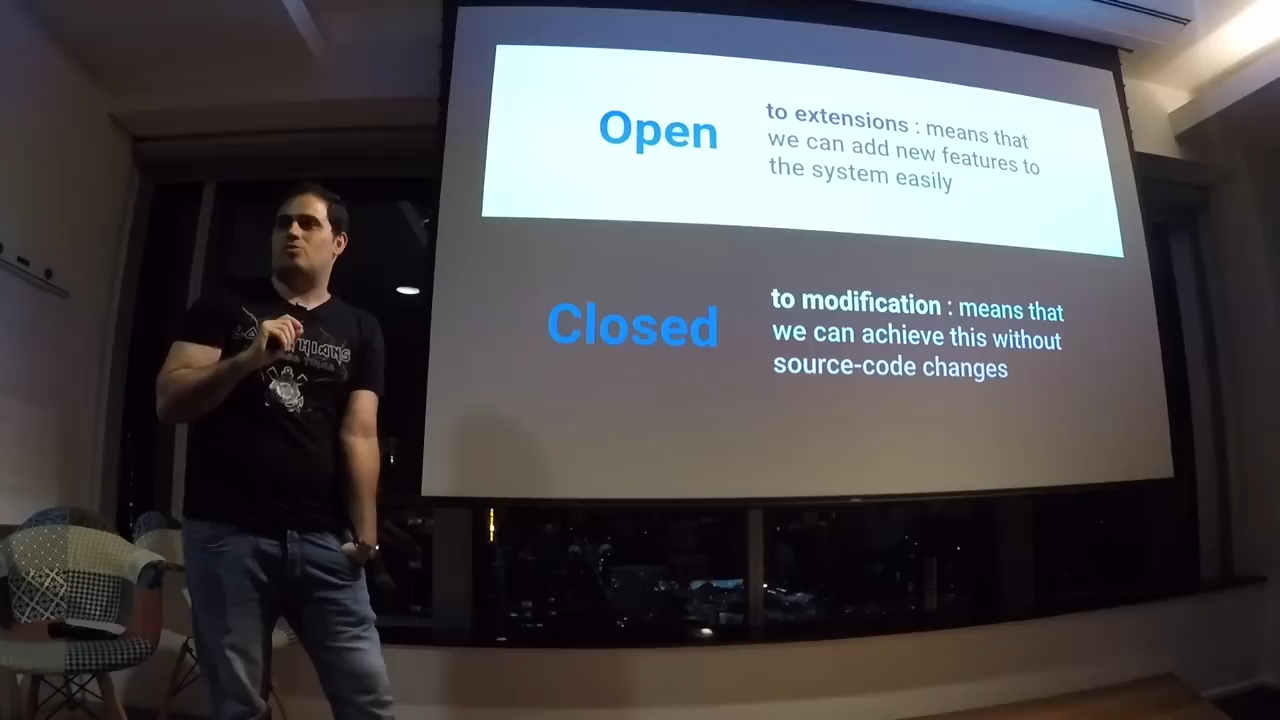 Open
to extensions : means that
we can add new features to
the system easily
Closed
to modification : means that
we can achieve this without
source-code changes